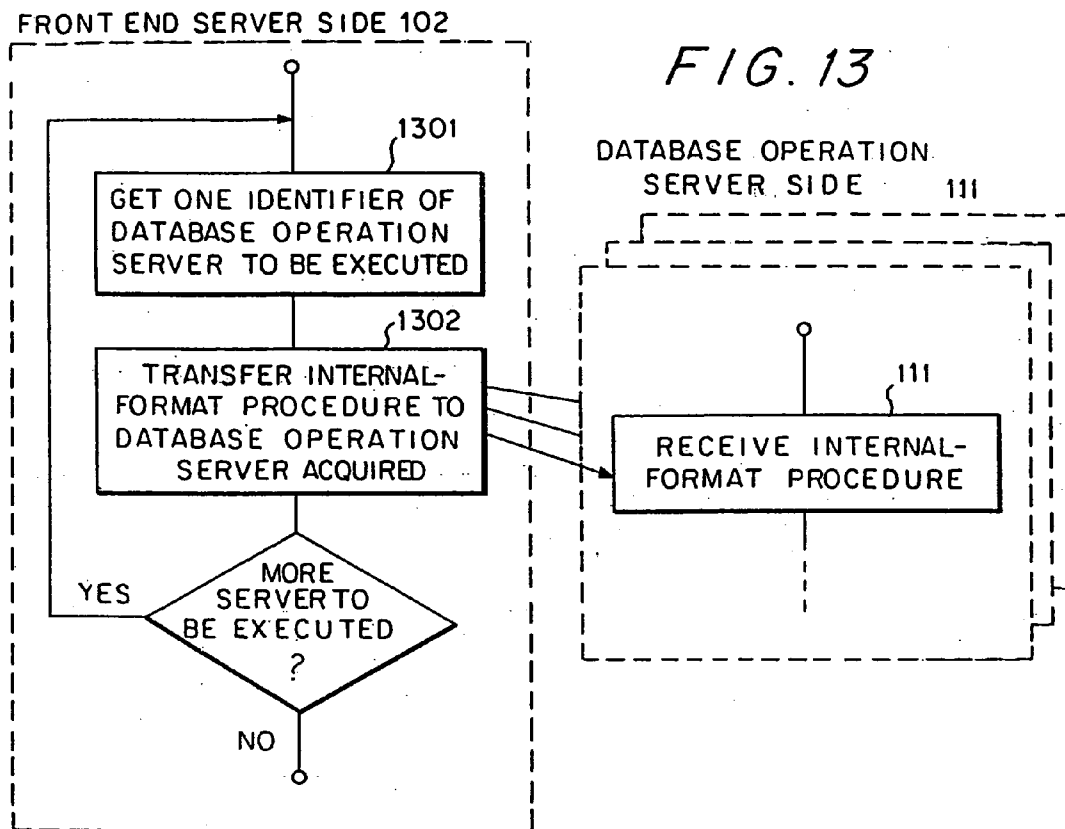 FRONT END SERVER SIDE 102
FIG. 13
1301
GET ONE IDENTIFIER OF
DATABASE OPERATION
SERVER TO BE EXECUTED
1302
TRANSFER INTERNAL-
FORMAT PROCEDURE TO
DATABASE OPERATION
SERVER ACQUIRED
MORE
SERVER TO
BE EXECUTED
?
YES
NO
DATABASE OPERATION
SERVER SIDE 111
111
RECEIVE INTERNAL-
FORMAT PROCEDURE